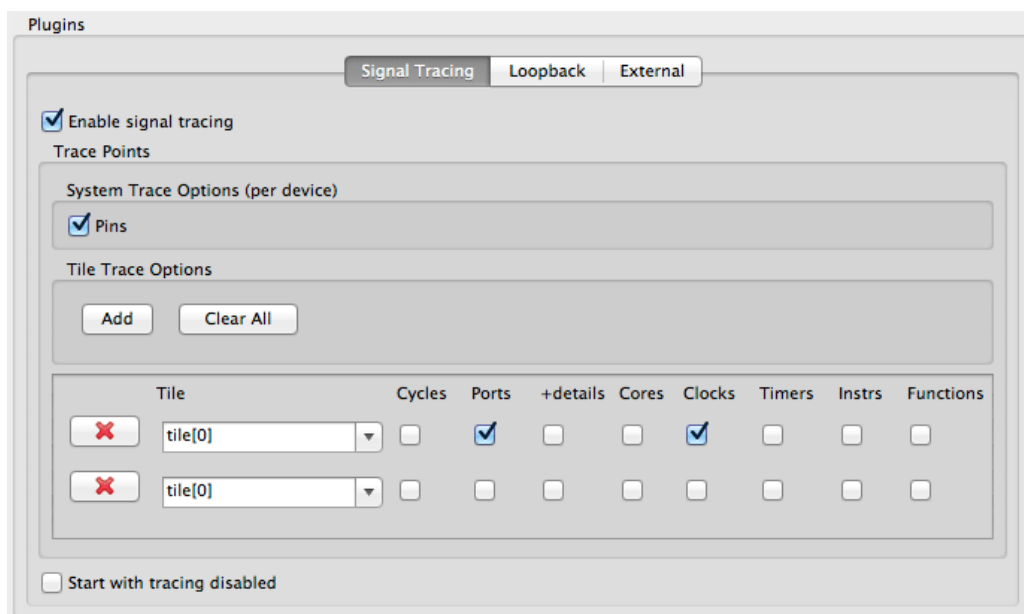 Plugins
Signal Tracing Loopback External
Enable signal tracing
Trace Points
System Trace Options (per device)
Pins
Tile Trace Options
Add Clear All
Tile Cycles Ports +details Cores Clocks Timers Instrs Functions
tile[0]
tile[0]
Start with tracing disabled